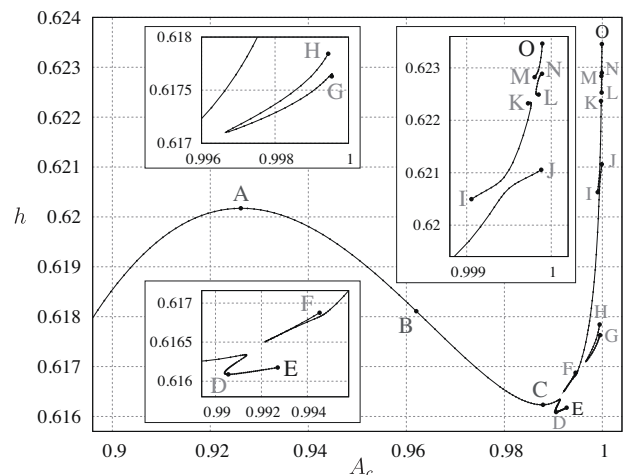 0.624
0.623
0.622
0.621
0.62
0.619
0.618
0.617
0.616
h
0.9
0.92
0.94
0.96
0.98
1
A_c
A
B
C
D
E
F
G
H
I
J
K
L
M
N
O
0.618
0.6175
0.617
0.996
0.998
1
H
G
0.623
0.622
0.621
0.62
0.999
1
O
M
N
K
L
I
J
0.617
0.6165
0.616
0.99
0.992
0.994
F
D
E